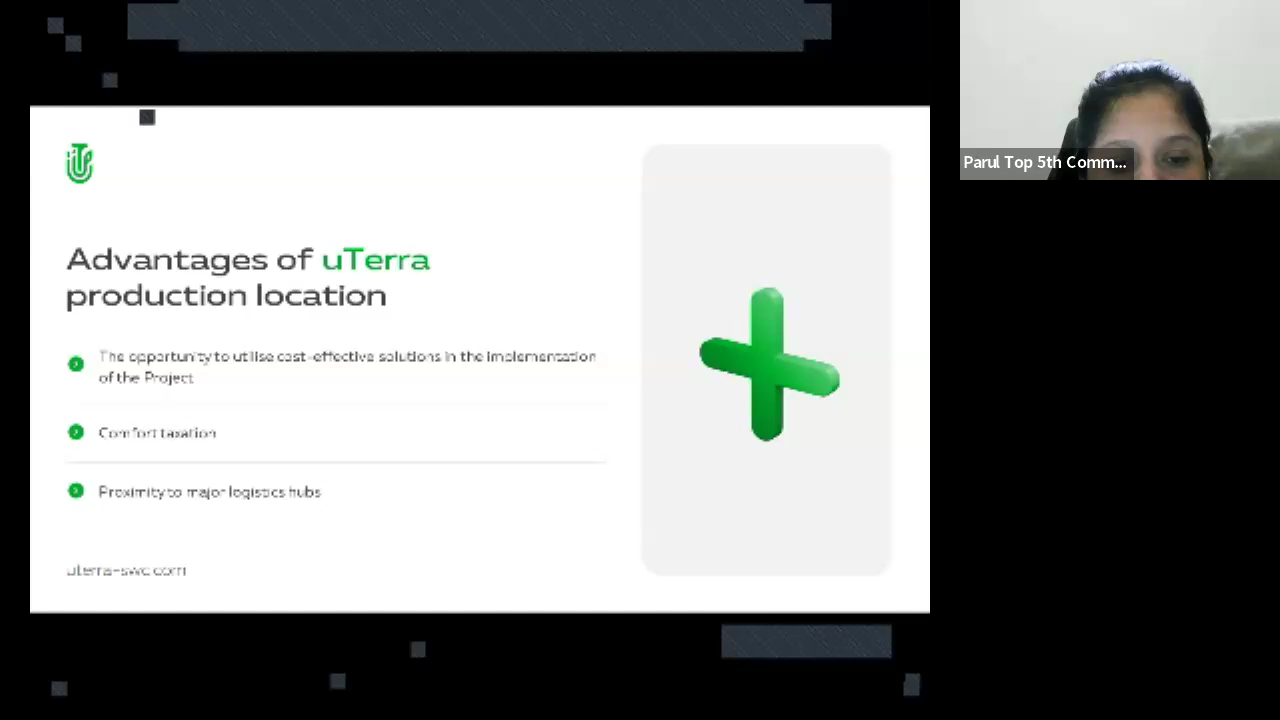 Advantages of uTerra
production location
The opportunity to utilise cost-effective solutions in the implementation
of the Project
Comfort taxation
Proximity to major logistics hubs
uterra-swc.com
Parul Top 5th Comm...